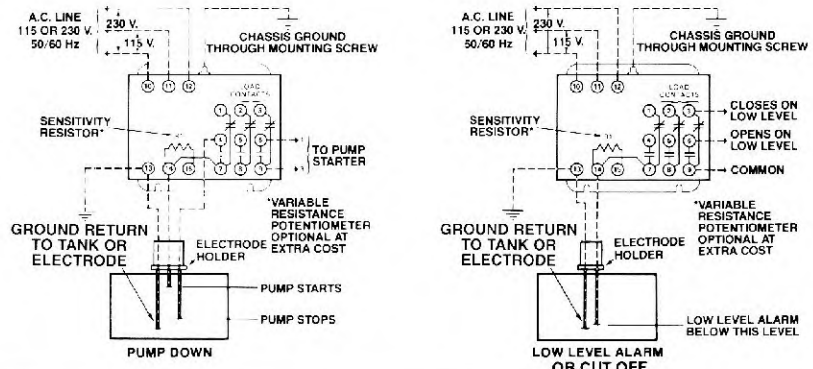 A.C. LINE
115 OR 230 V.
50/60 Hz
230 V.
115 V.
CHASSIS GROUND
THROUGH MOUNTING SCREW
10 11 12
LOAD
CONTACTS
1 2 3
SENSITIVITY
RESISTOR*
4 5 6
TO PUMP
STARTER
13 14 15
7 8 9
*VARIABLE
RESISTANCE
POTENTIOMETER
OPTIONAL AT
EXTRA COST
GROUND RETURN
TO TANK OR
ELECTRODE
ELECTRODE
HOLDER
PUMP STARTS
PUMP STOPS
PUMP DOWN
A.C. LINE
115 OR 230 V.
50/60 Hz
230 V.
115 V.
CHASSIS GROUND
THROUGH MOUNTING SCREW
10 11 12
LOAD
CONTACTS
1 2 3
CLOSES ON
LOW LEVEL
SENSITIVITY
RESISTOR*
4 5 6
OPENS ON
LOW LEVEL
13 14 15
7 8 9
COMMON
*VARIABLE
RESISTANCE
POTENTIOMETER
OPTIONAL AT
EXTRA COST
GROUND RETURN
TO TANK OR
ELECTRODE
ELECTRODE
HOLDER
LOW LEVEL ALARM
BELOW THIS LEVEL
LOW LEVEL ALARM
OR CUT OFF